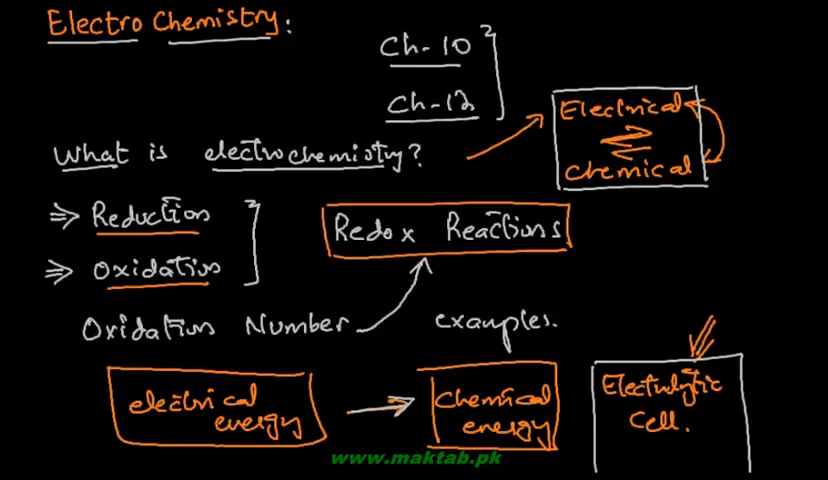 Electro Chemistry:
Ch-10
Ch-12
What is electrochemistry?
Electrical
⇌
Chemical
⇒ Reduction
⇒ Oxidation
Redox Reactions
Oxidation Number
examples.
electrical
energy
→
Chemical
energy
Electrolytic
Cell.
www.maktab.pk